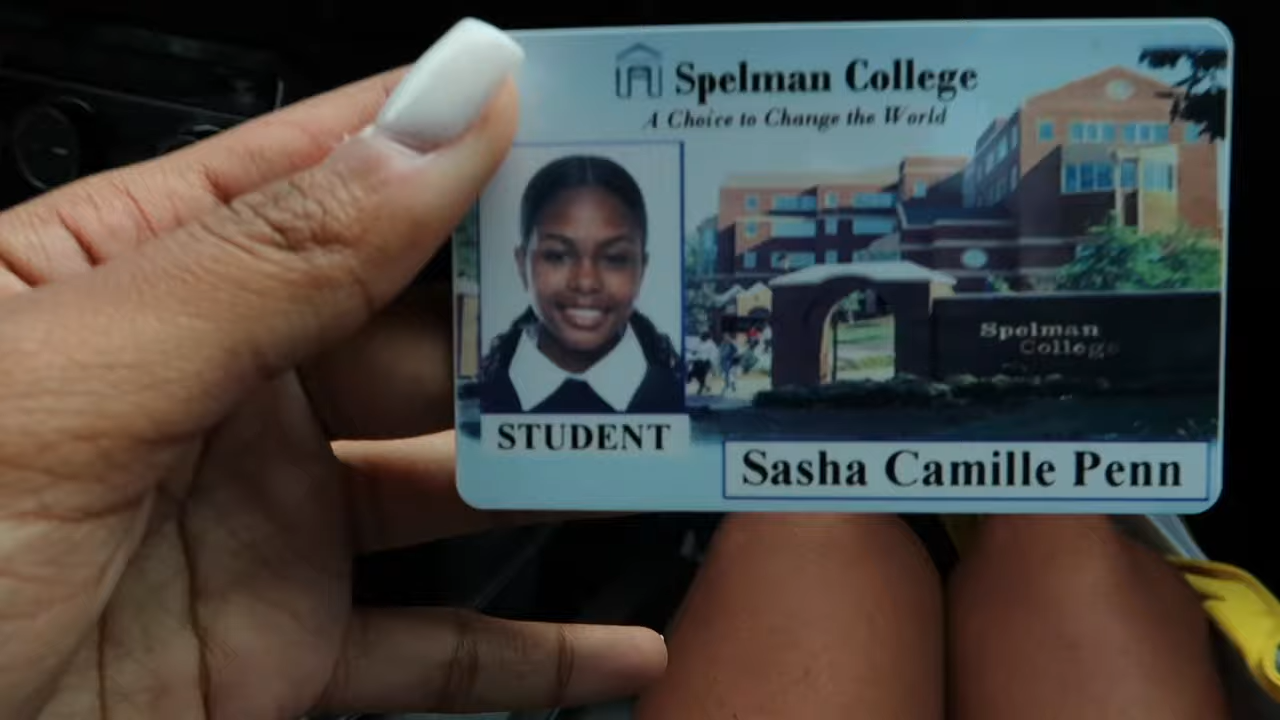 Spelman College
A Choice to Change the World
Spelman
College
STUDENT
Sasha Camille Penn